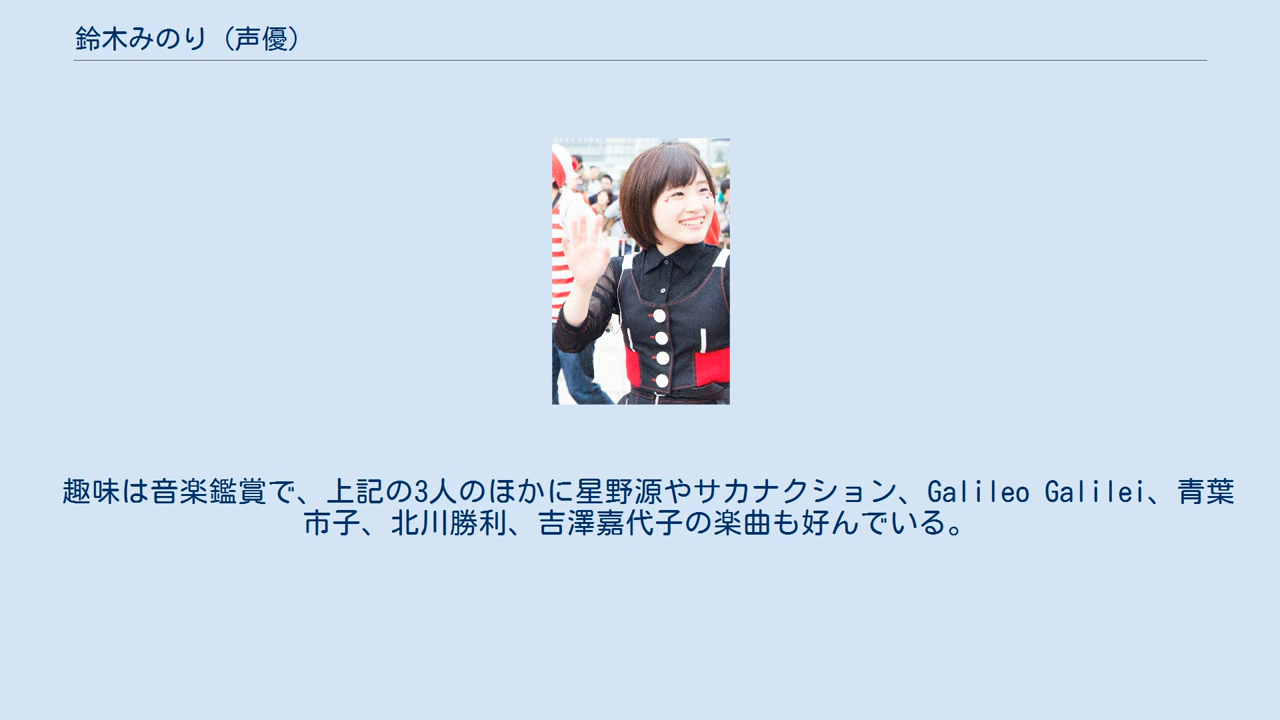 鈴木みのり（声優）
趣味は音楽鑑賞で、上記の3人のほかに星野源やサカナクション、Galileo Galilei、青葉
市子、北川勝利、吉澤嘉代子の楽曲も好んでいる。